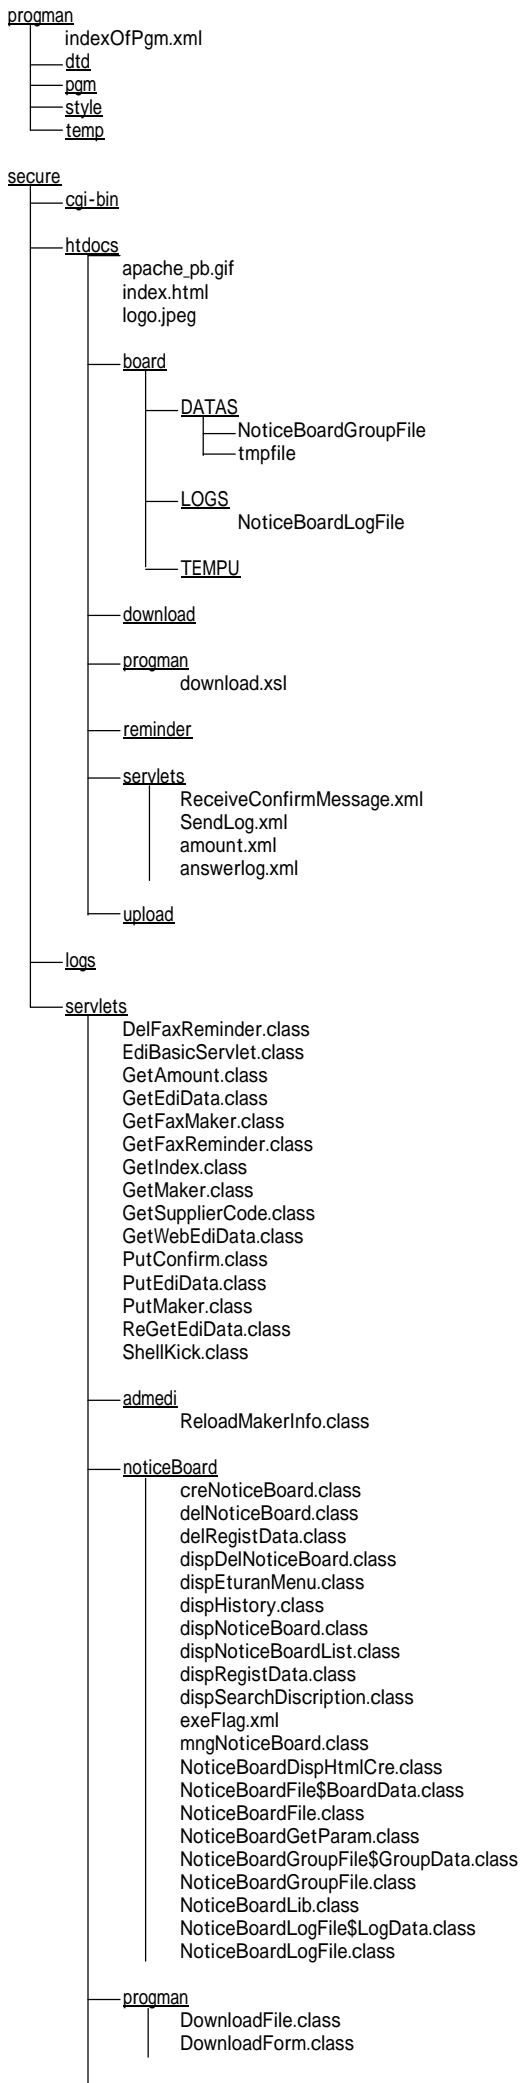 progman
indexOfPgm.xml
dtd
pgm
style
temp
secure
cgi-bin
htdocs
apache_pb.gif
index.html
logo.jpeg
board
DATAS
NoticeBoardGroupFile
tmpfile
LOGS
NoticeBoardLogFile
TEMPU
download
progman
download.xsl
reminder
servlets
ReceiveConfirmMessage.xml
SendLog.xml
amount.xml
answerlog.xml
upload
logs
servlets
DelFaxReminder.class
EdiBasicServlet.class
GetAmount.class
GetEdiData.class
GetFaxMaker.class
GetFaxReminder.class
GetIndex.class
GetMaker.class
GetSupplierCode.class
GetWebEdiData.class
PutConfirm.class
PutEdiData.class
PutMaker.class
ReGetEdiData.class
ShellKick.class
admedi
ReloadMakerInfo.class
noticeBoard
creNoticeBoard.class
delNoticeBoard.class
delRegistData.class
dispDelNoticeBoard.class
dispEturanMenu.class
dispHistory.class
dispNoticeBoard.class
dispNoticeBoardList.class
dispRegistData.class
dispSearchDiscription.class
exeFlag.xml
mngNoticeBoard.class
NoticeBoardDispHtmlCre.class
NoticeBoardFile$BoardData.class
NoticeBoardFile.class
NoticeBoardGetParam.class
NoticeBoardGroupFile$GroupData.class
NoticeBoardGroupFile.class
NoticeBoardLib.class
NoticeBoardLogFile$LogData.class
NoticeBoardLogFile.class
progman
DownloadFile.class
DownloadForm.class